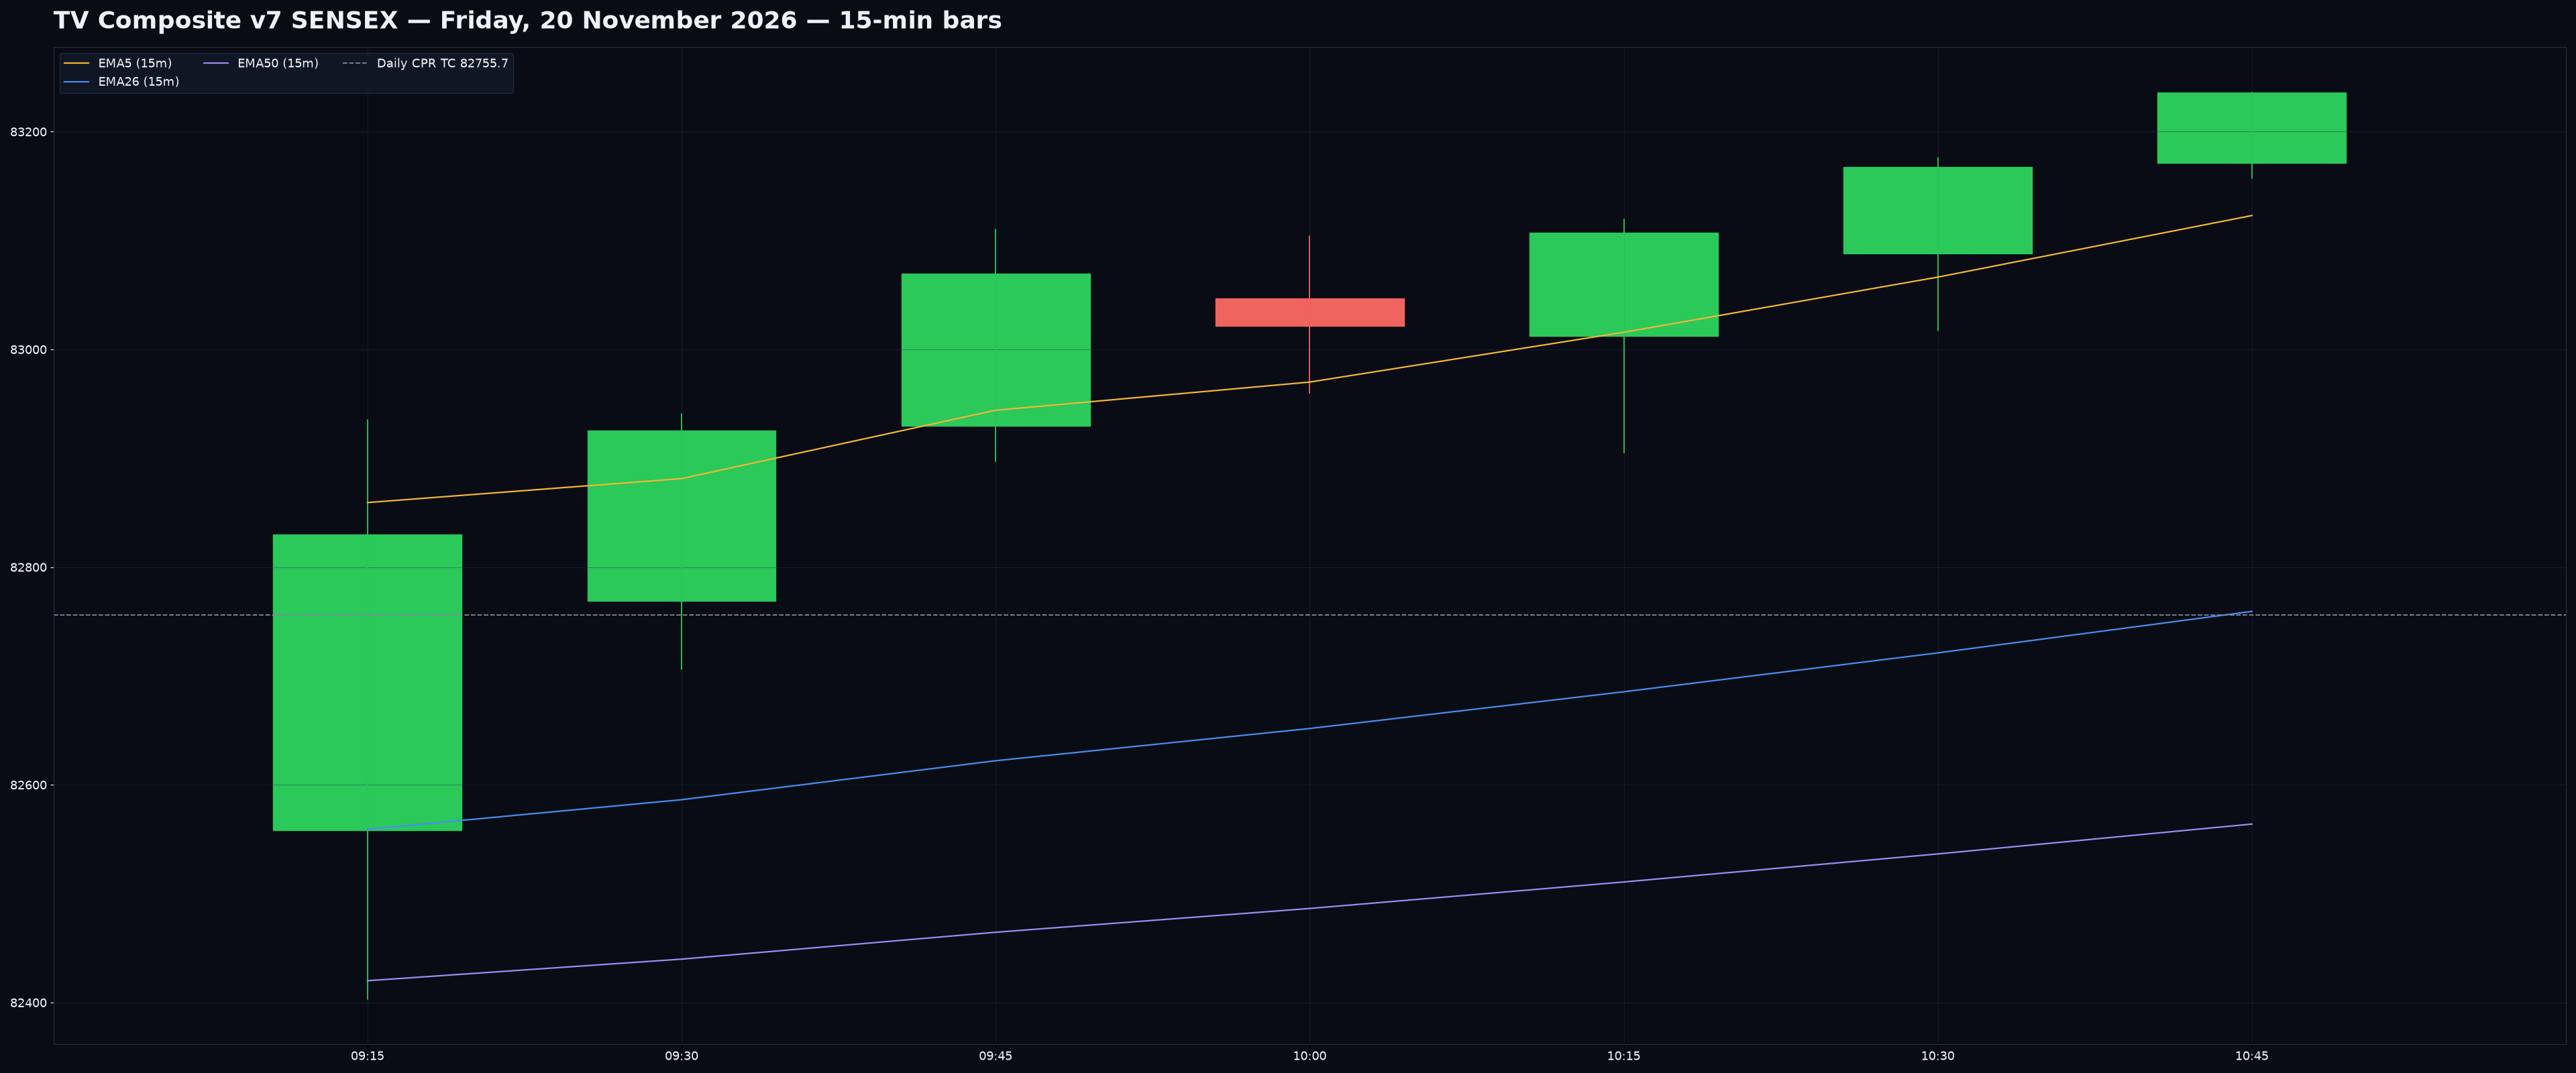 TV Composite v7 SENSEX — Friday, 20 November 2026 — 15-min bars
EMA5 (15m) EMA50 (15m) Daily CPR TC 82755.7
EMA26 (15m)
83200
83000
82800
82600
82400
09:15 09:30 09:45 10:00 10:15 10:30 10:45